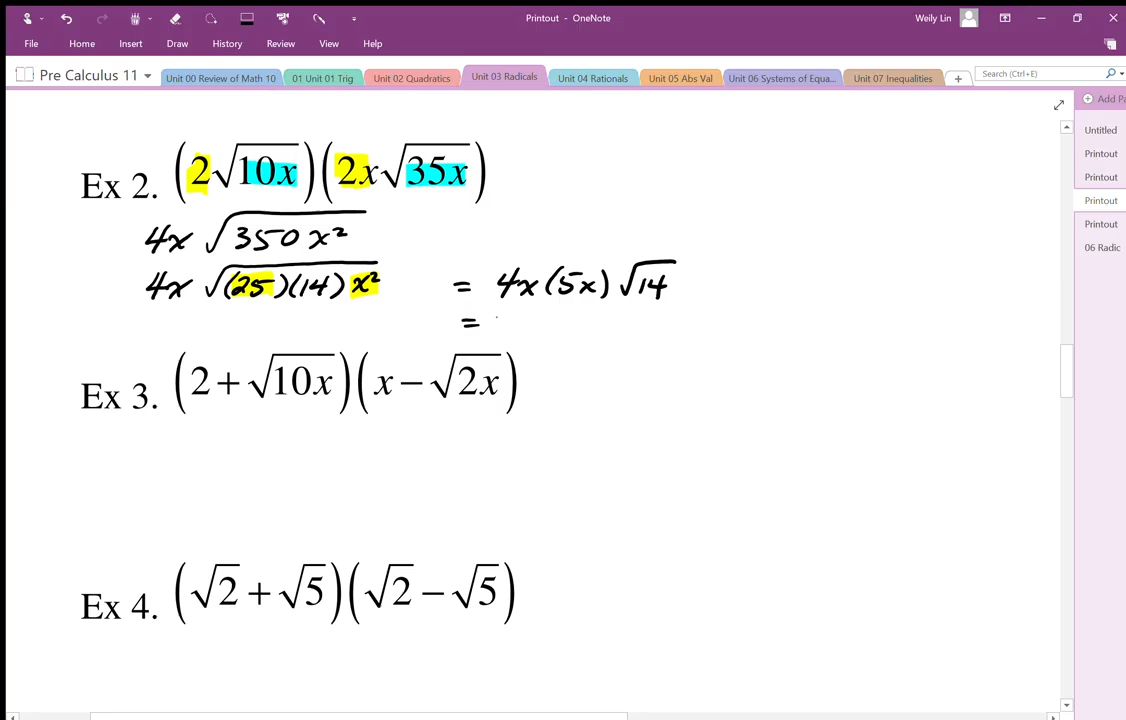 Printout - OneNote
Weily Lin
File Home Insert Draw History Review View Help
Pre Calculus 11
Unit 00 Review of Math 10
01 Unit 01 Trig
Unit 02 Quadratics
Unit 03 Radicals
Unit 04 Rationals
Unit 05 Abs Val
Unit 06 Systems of Equa...
Unit 07 Inequalities
Search (Ctrl+E)
Add Pa
Untitled
Printout
Printout
Printout
Printout
06 Radic
Ex 2. (2√10x)(2x√35x)
4x √350x²
4x √(25)(14)x² = 4x(5x)√14
=
Ex 3. (2+√10x)(x−√2x)
Ex 4. (√2+√5)(√2−√5)